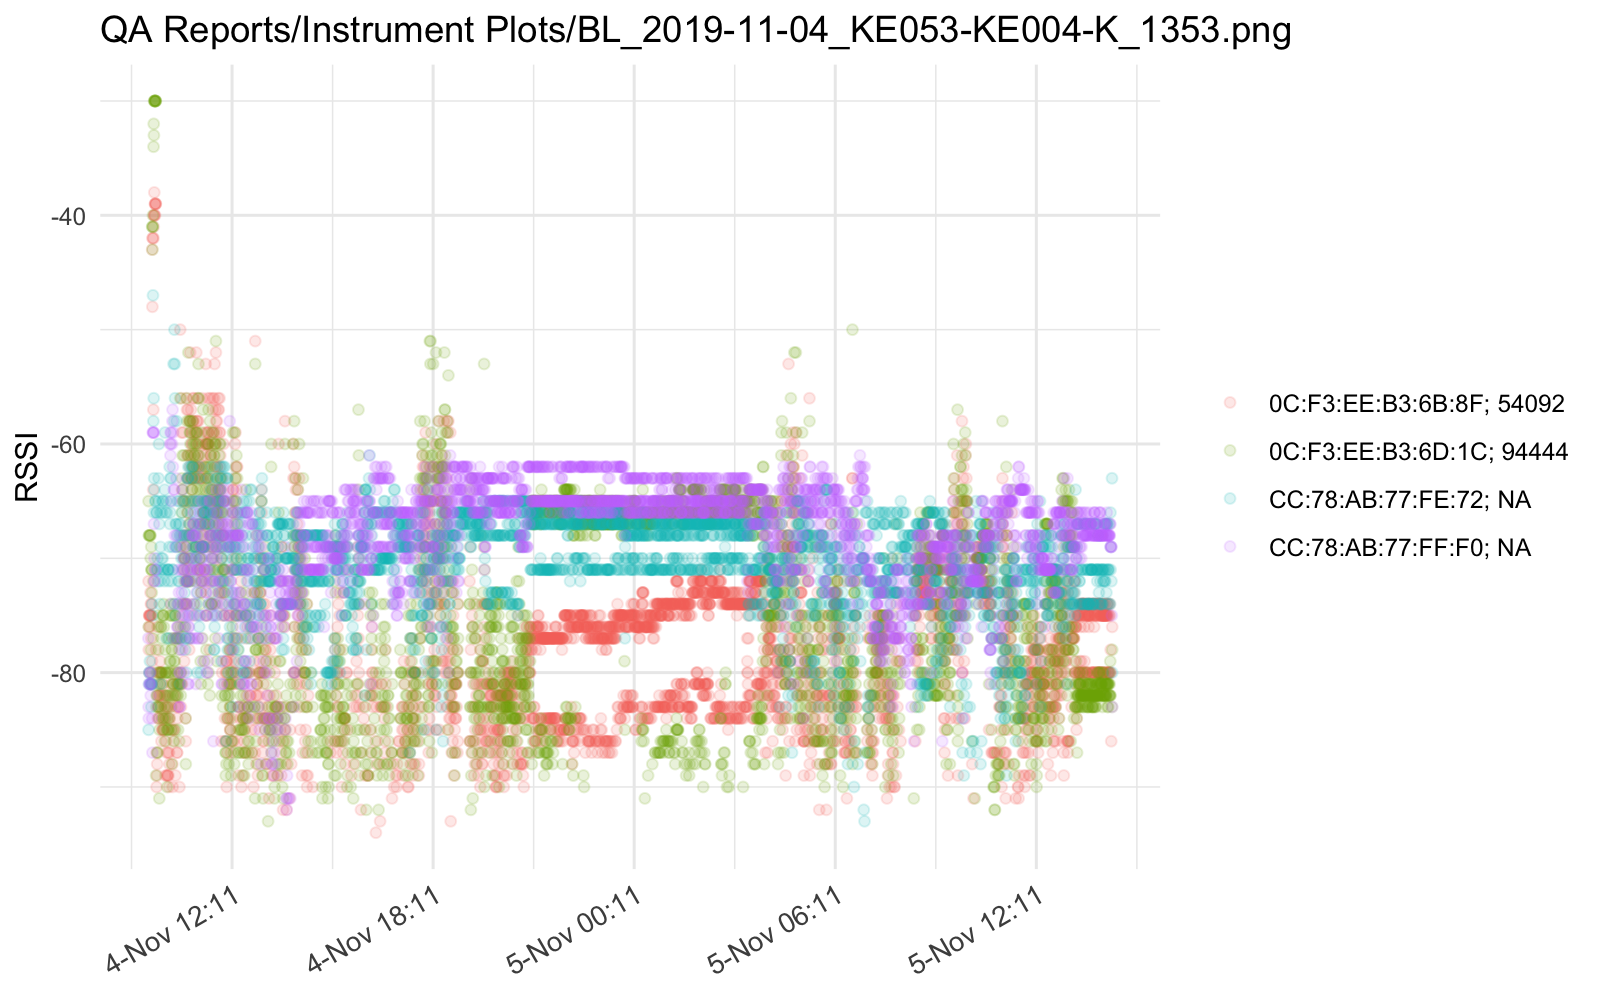 QA Reports/Instrument Plots/BL_2019-11-04_KE053-KE004-K_1353.png
RSSI
-40
-60
-80
4-Nov 12:11
4-Nov 18:11
5-Nov 00:11
5-Nov 06:11
5-Nov 12:11
0C:F3:EE:B3:6B:8F; 54092
0C:F3:EE:B3:6D:1C; 94444
CC:78:AB:77:FE:72; NA
CC:78:AB:77:FF:F0; NA